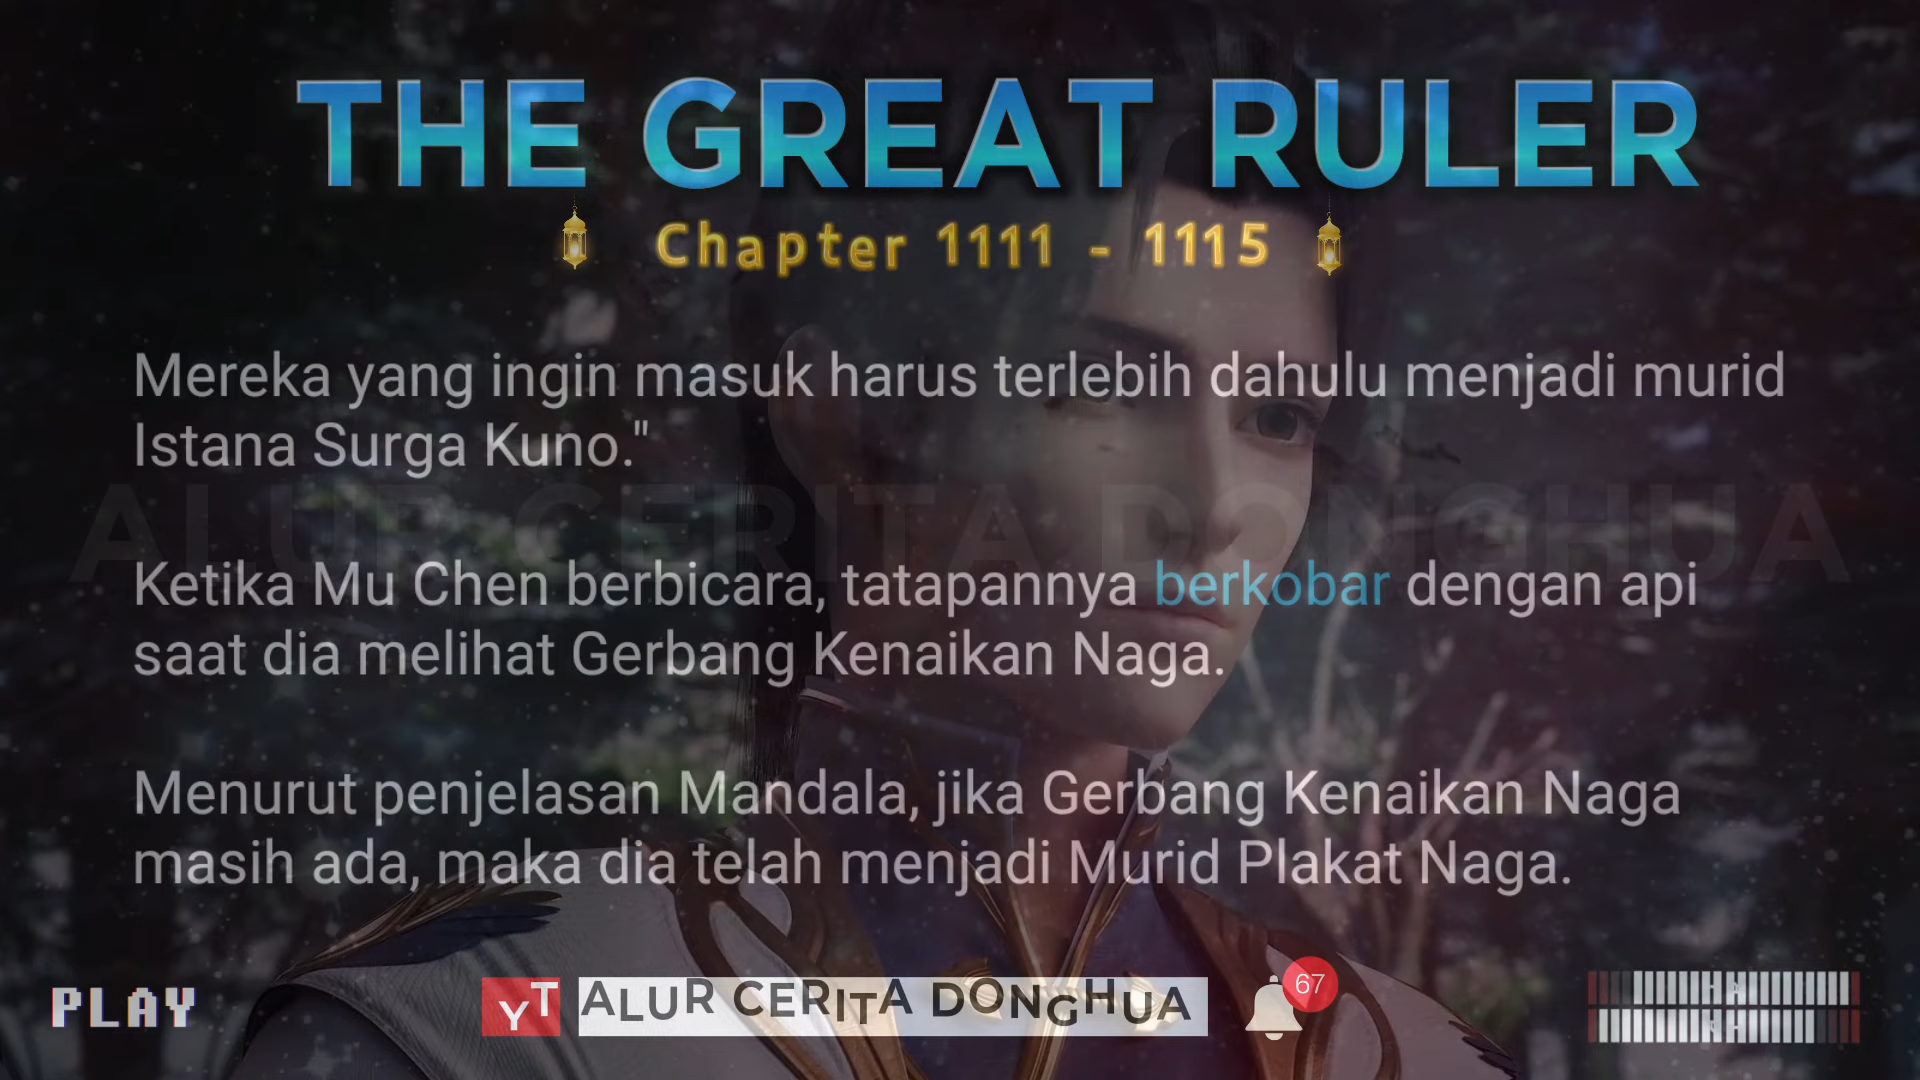 THE GREAT RULER
Chapter 1111 - 1115
Mereka yang ingin masuk harus terlebih dahulu menjadi murid
Istana Surga Kuno."
ALUR CERITA DONGHUA
Ketika Mu Chen berbicara, tatapannya berkobar dengan api
saat dia melihat Gerbang Kenaikan Naga.
Menurut penjelasan Mandala, jika Gerbang Kenaikan Naga
masih ada, maka dia telah menjadi Murid Plakat Naga.
PLAY
YT ALUR CERITA DONGHUA
67